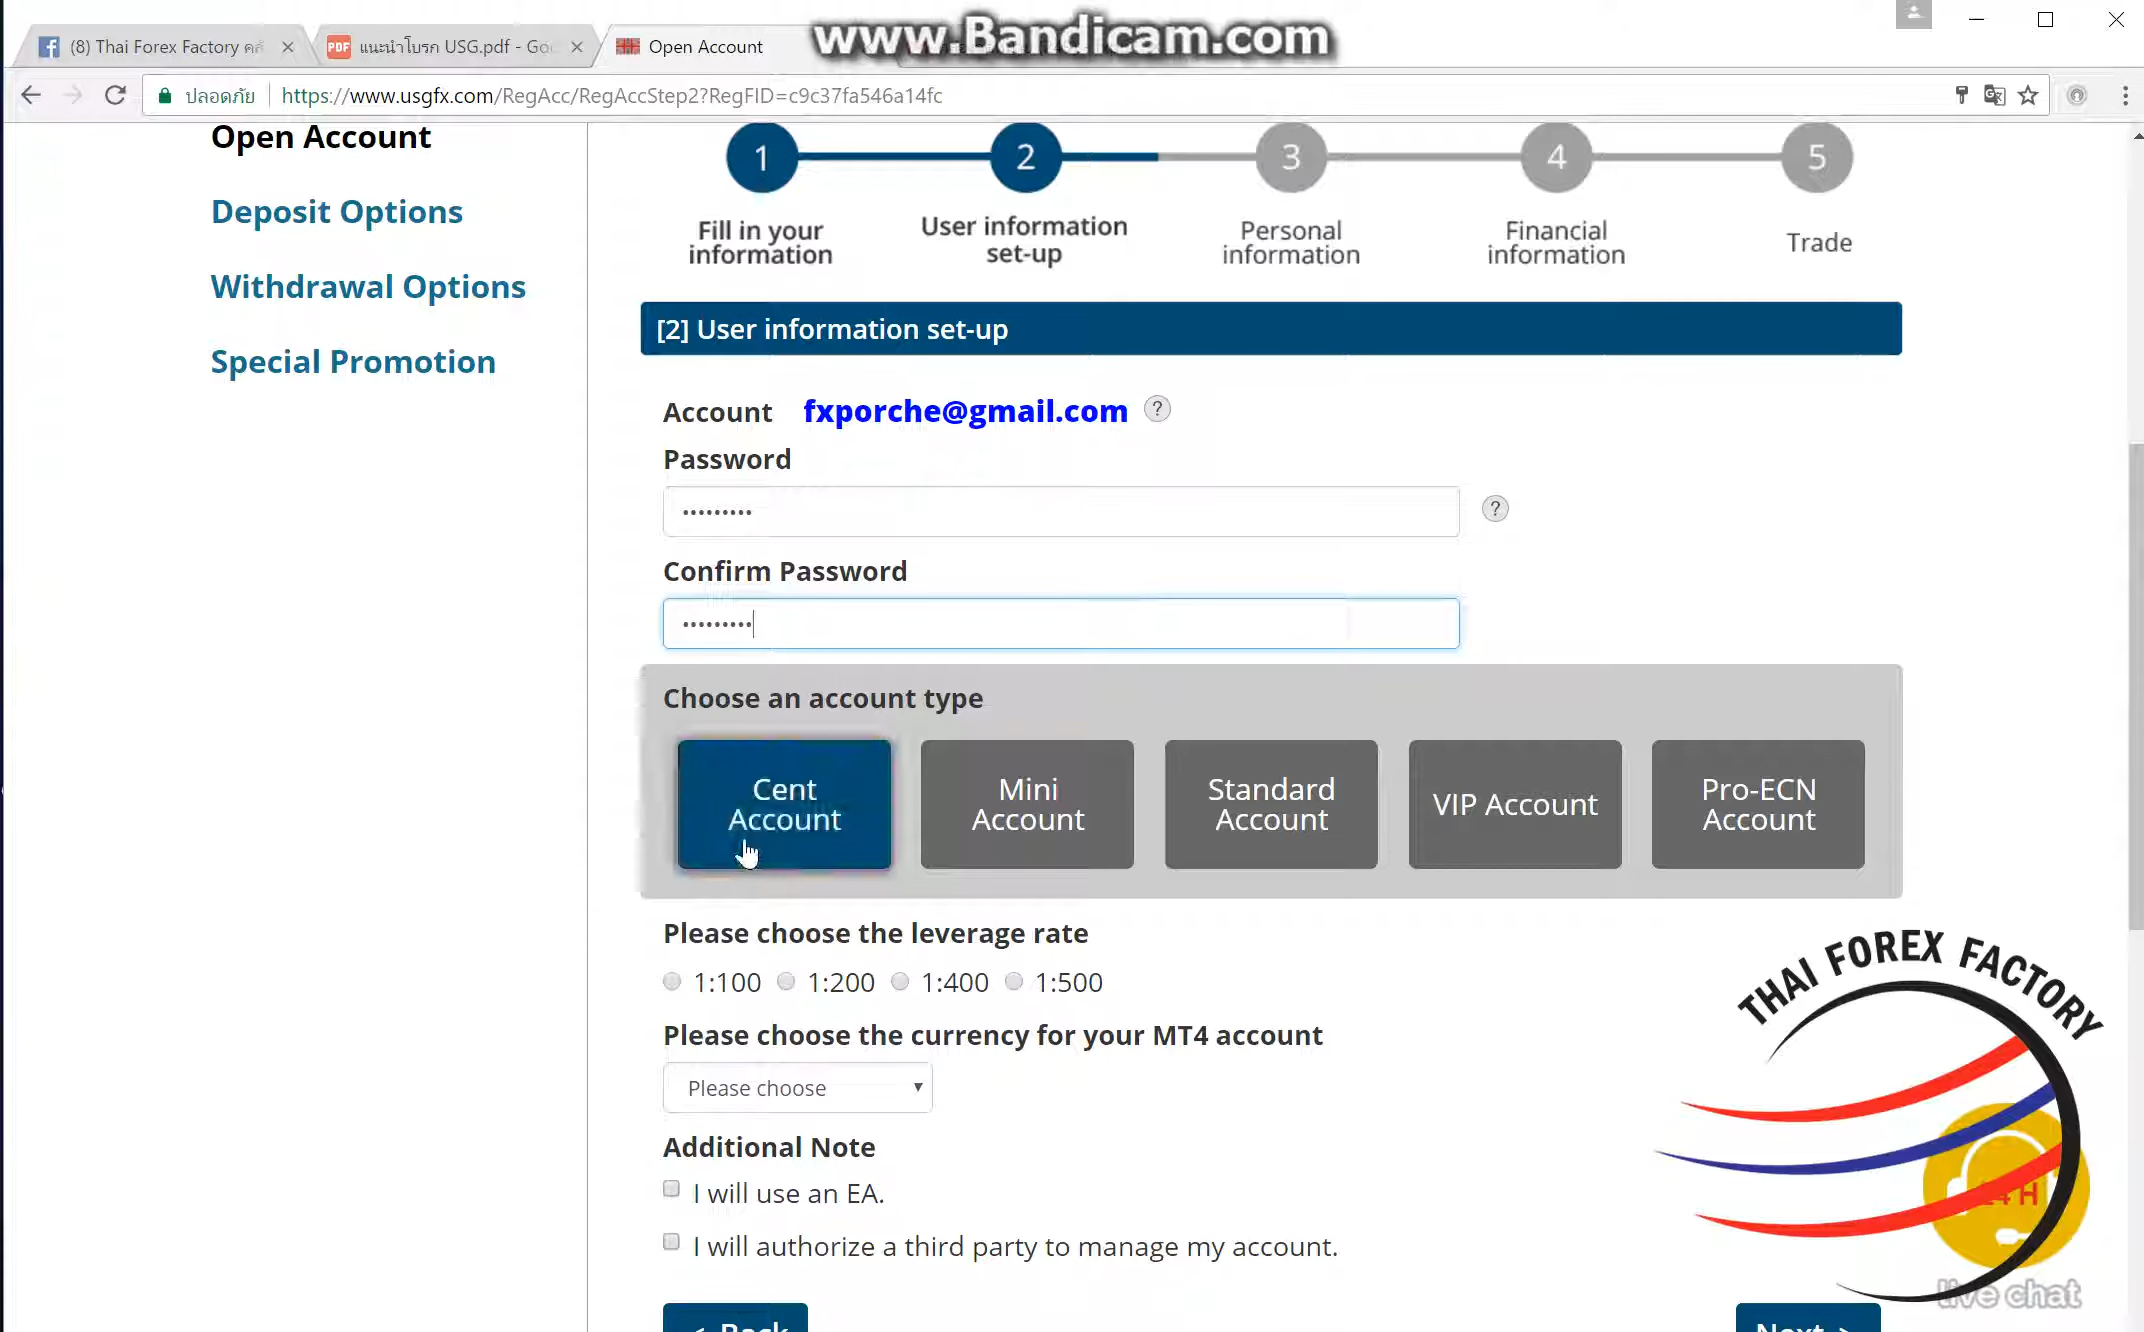 www.Bandicam.com
(8) Thai Forex Factory
แนะนำโบรก USG.pdf - Go
Open Account
ปลอดภัย
https://www.usgfx.com/RegAcc/RegAccStep2?RegFID=c9c37fa546a14fc
Open Account
Deposit Options
Withdrawal Options
Special Promotion
1
2
3
4
5
Fill in your
information
User information
set-up
Personal
information
Financial
information
Trade
[2] User information set-up
Account fxporche@gmail.com ?
Password
?
Confirm Password
Choose an account type
Cent
Account
Mini
Account
Standard
Account
VIP Account
Pro-ECN
Account
Please choose the leverage rate
1:100 1:200 1:400 1:500
Please choose the currency for your MT4 account
Please choose
Additional Note
I will use an EA.
I will authorize a third party to manage my account.
< Back
Next >
THAI FOREX FACTORY
24 H
live chat